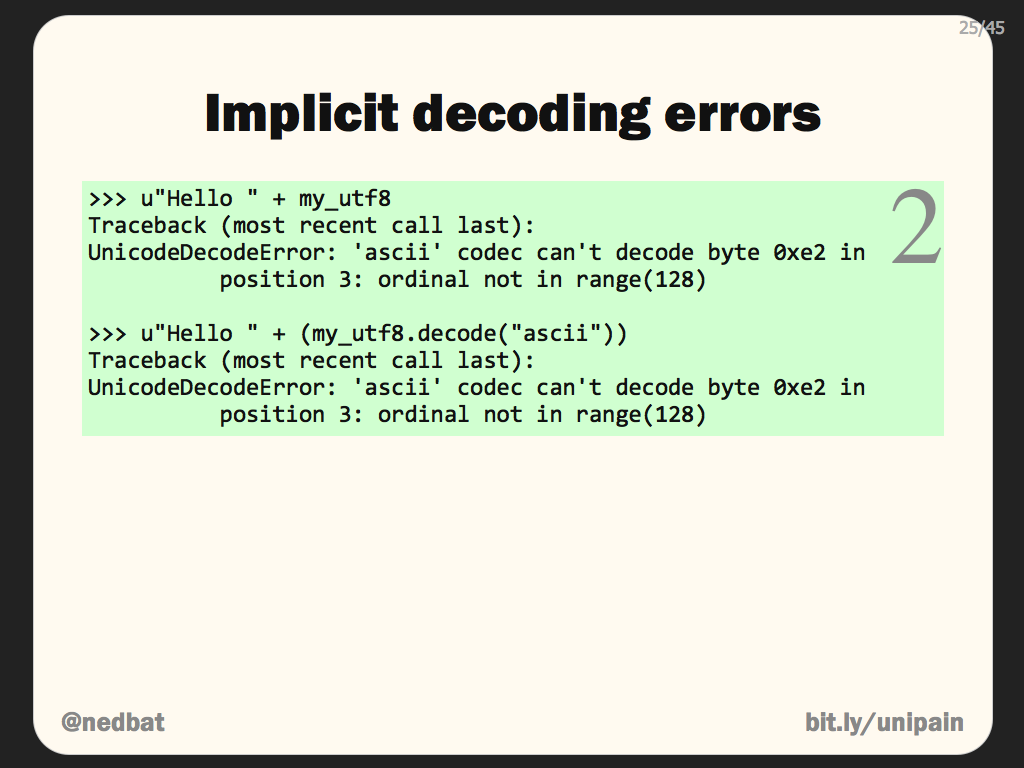 25/45
Implicit decoding errors
>>> u"Hello " + my_utf8
2
Traceback (most recent call last):
UnicodeDecodeError: 'ascii' codec can't decode byte 0xe2 in
          position 3: ordinal not in range(128)
>>> u"Hello " + (my_utf8.decode("ascii"))
Traceback (most recent call last):
UnicodeDecodeError: 'ascii' codec can't decode byte 0xe2 in
          position 3: ordinal not in range(128)
@nedbat
bit.ly/unipain